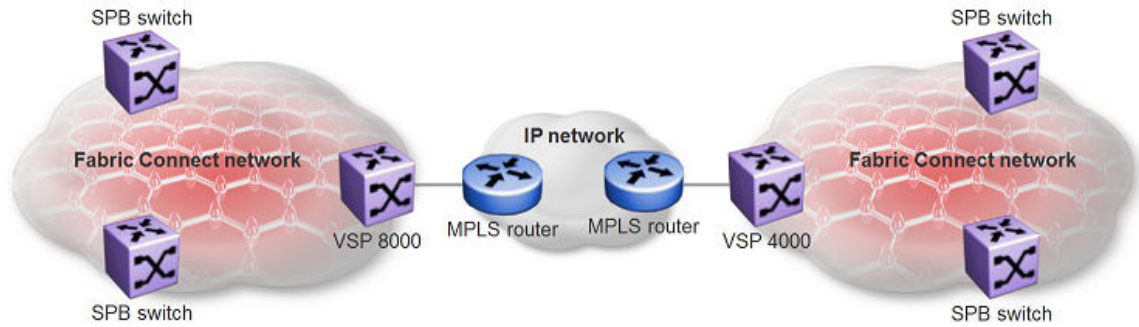 SPB switch
SPB switch
IP network
Fabric Connect network
Fabric Connect network
MPLS router
MPLS router
VSP 8000
VSP 4000
SPB switch
SPB switch